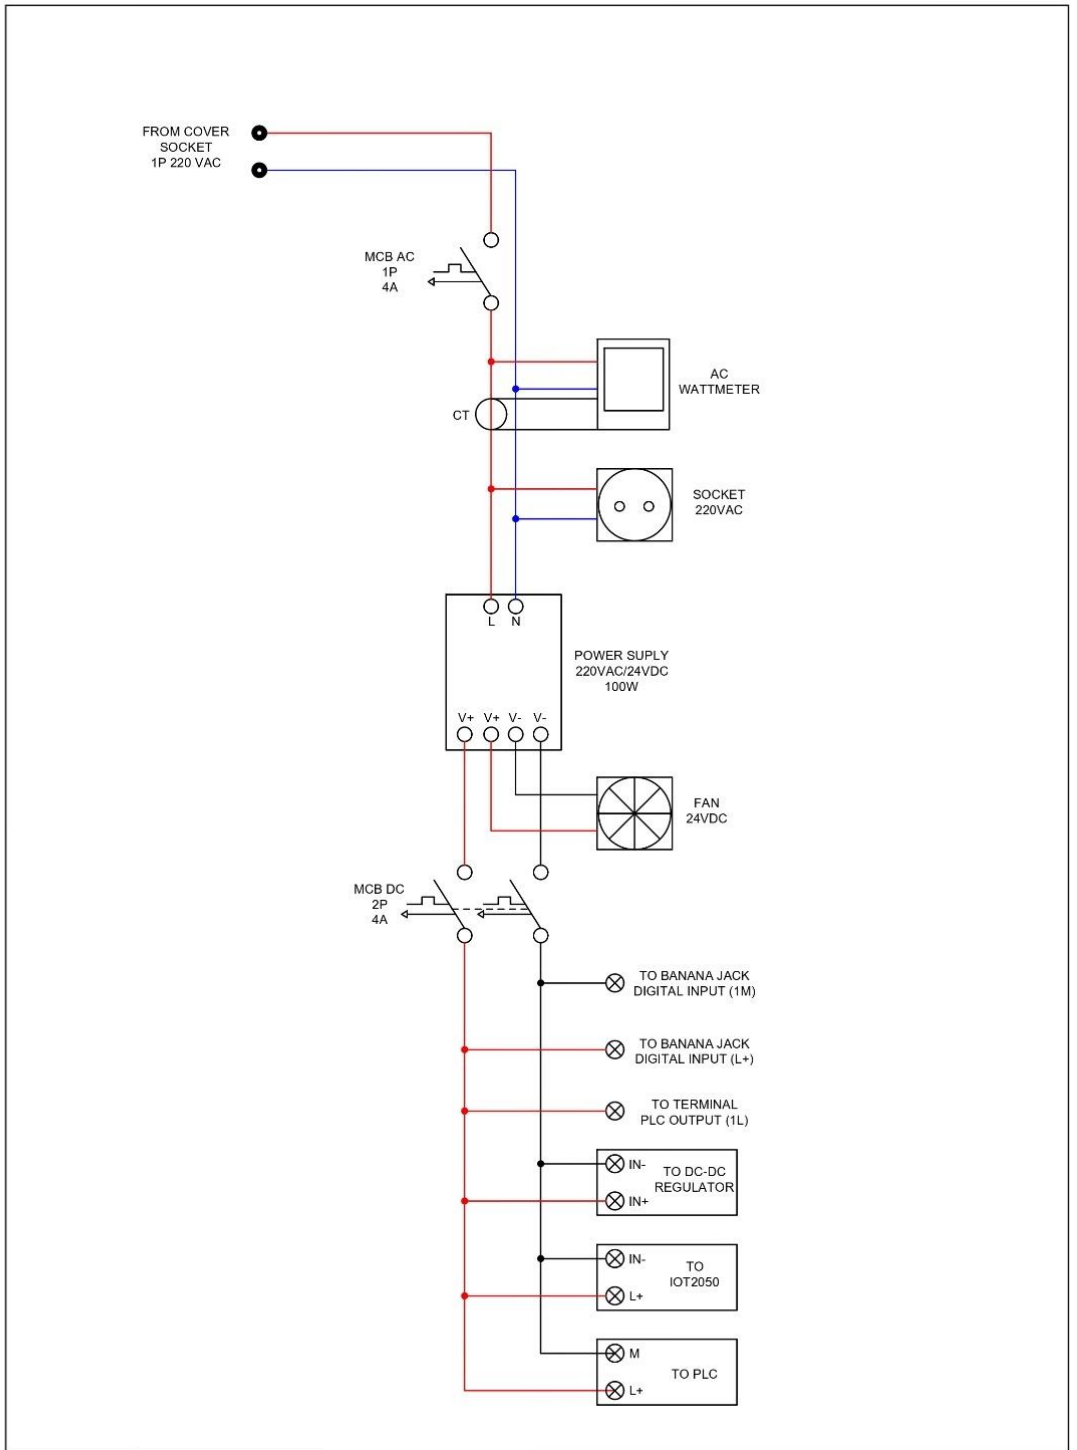 FROM COVER
SOCKET
1P 220 VAC
MCB AC
1P
4A
AC
WATTMETER
CT
SOCKET
220VAC
L N
POWER SUPLY
220VAC/24VDC
100W
V+ V+ V- V-
FAN
24VDC
MCB DC
2P
4A
TO BANANA JACK
DIGITAL INPUT (1M)
TO BANANA JACK
DIGITAL INPUT (L+)
TO TERMINAL
PLC OUTPUT (1L)
IN-
TO DC-DC
REGULATOR
IN+
IN-
TO
IOT2050
L+
M
TO PLC
L+